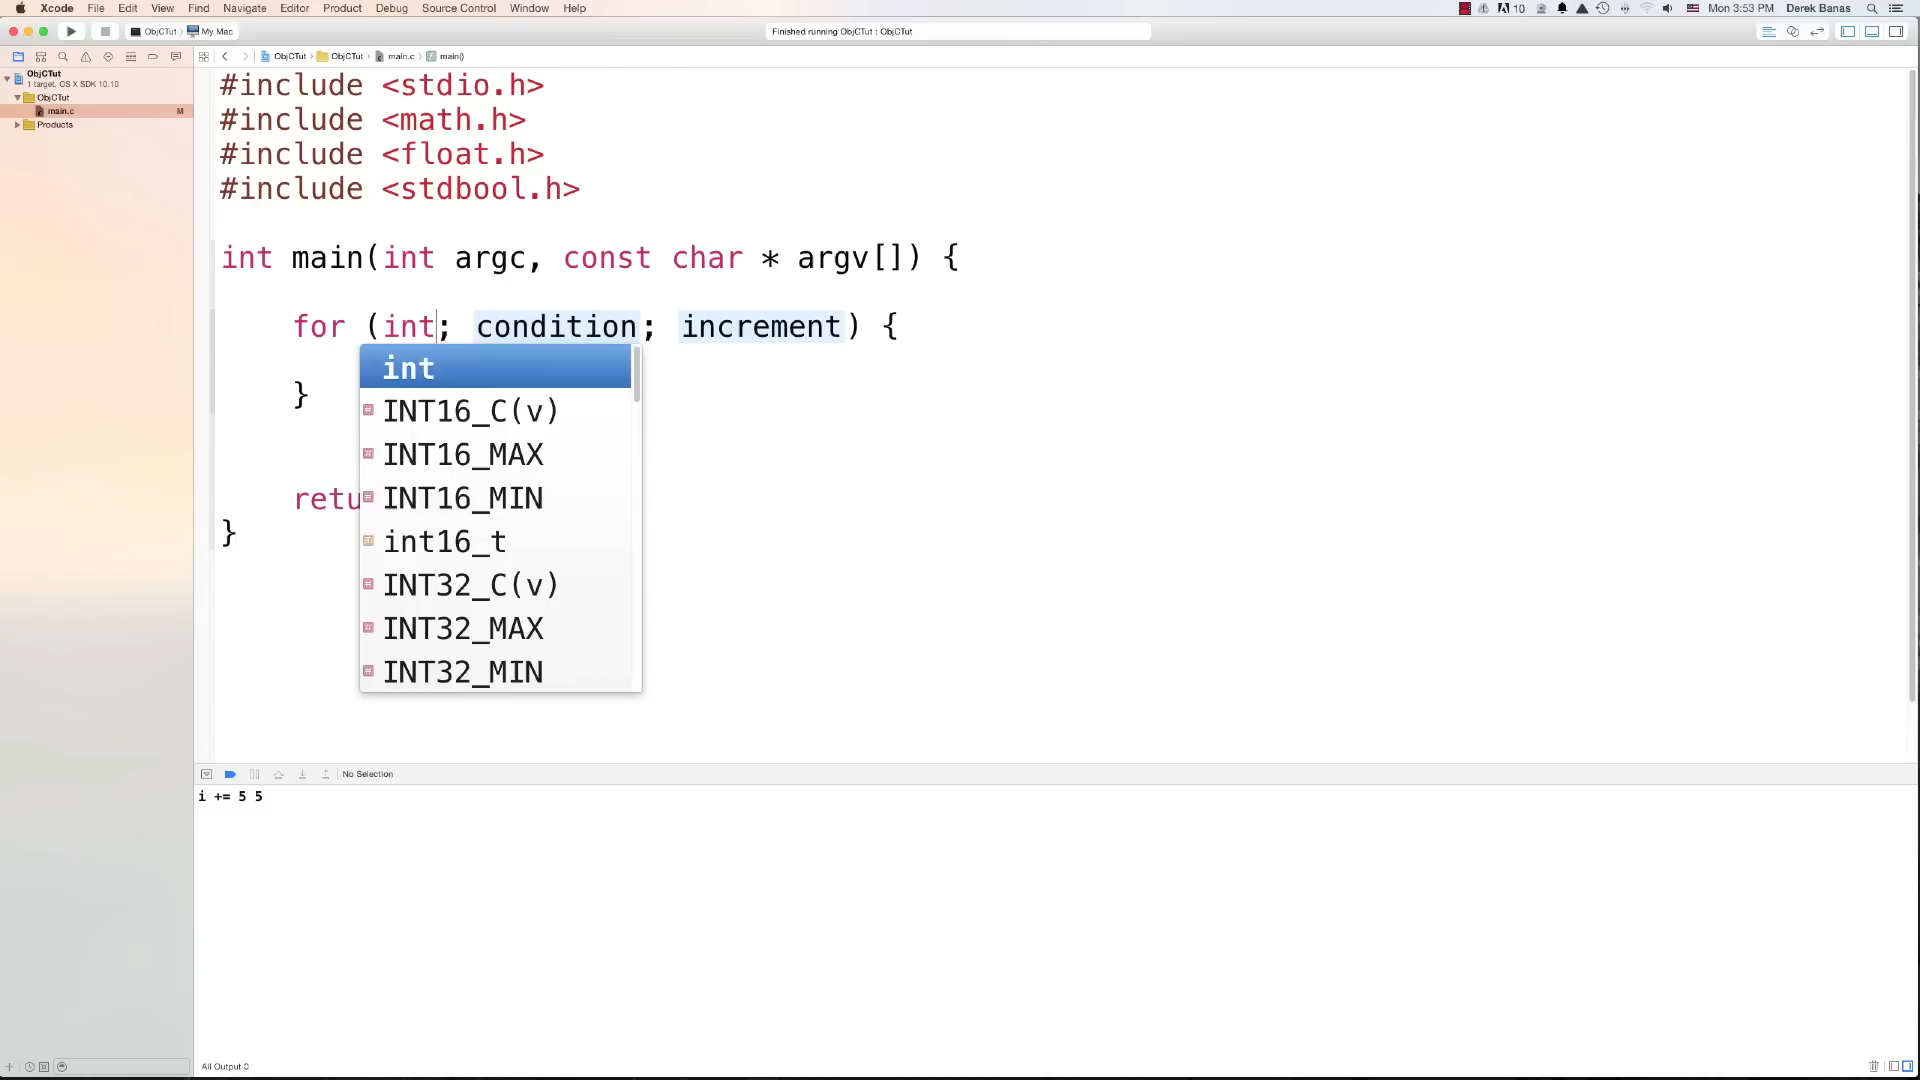 Xcode File Edit View Find Navigate Editor Product Debug Source Control Window Help 10 Mon 3:53 PM Derek Banas
ObjCTut My Mac Finished running ObjCTut : ObjCTut
ObjCTut ObjCTut main.c main()
ObjCTut
1 target, OS X SDK 10.10
ObjCTut
main.c M
Products
#include <stdio.h>
#include <math.h>
#include <float.h>
#include <stdbool.h>
int main(int argc, const char * argv[]) {
for (int; condition; increment) {
int
}
INT16_C(v)
INT16_MAX
retu
INT16_MIN
}
int16_t
INT32_C(v)
INT32_MAX
INT32_MIN
No Selection
i += 5 5
All Output